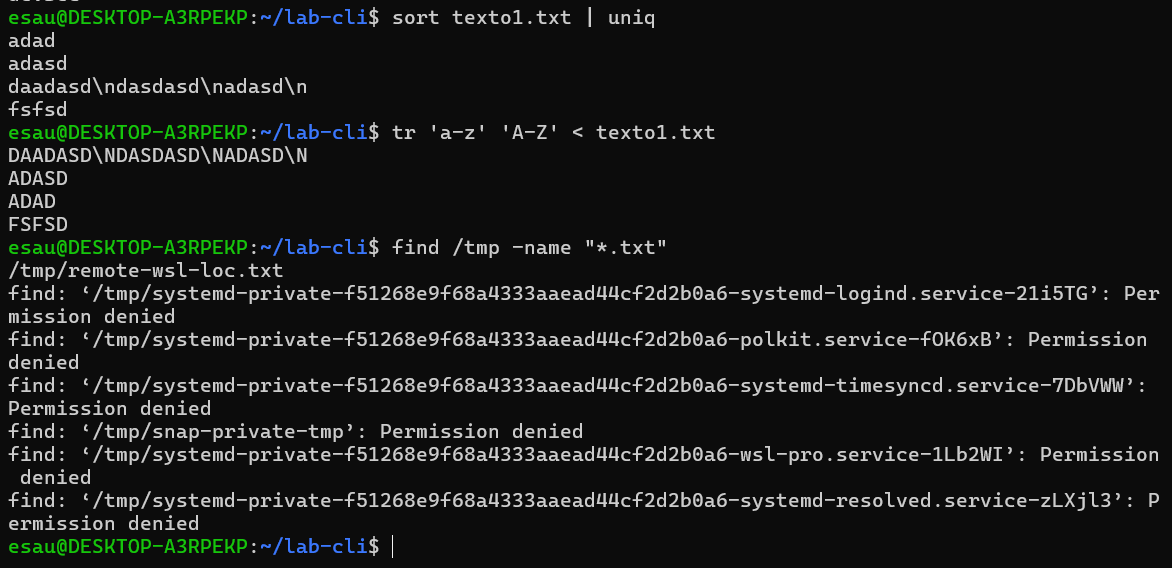 esau@DESKTOP-A3RPEKP:~/lab-cli$ sort texto1.txt | uniq
adad
adasd
daadasd\ndasdasd\nadasd\n
fsfsd
esau@DESKTOP-A3RPEKP:~/lab-cli$ tr 'a-z' 'A-Z' < texto1.txt
DAADASD\NDASDASD\NADASD\N
ADASD
ADAD
FSFSD
esau@DESKTOP-A3RPEKP:~/lab-cli$ find /tmp -name "*.txt"
/tmp/remote-wsl-loc.txt
find: ‘/tmp/systemd-private-f51268e9f68a4333aaead44cf2d2b0a6-systemd-logind.service-21i5TG’: Per
mission denied
find: ‘/tmp/systemd-private-f51268e9f68a4333aaead44cf2d2b0a6-polkit.service-fOK6xB’: Permission
denied
find: ‘/tmp/systemd-private-f51268e9f68a4333aaead44cf2d2b0a6-systemd-timesyncd.service-7DbVWW’:
Permission denied
find: ‘/tmp/snap-private-tmp’: Permission denied
find: ‘/tmp/systemd-private-f51268e9f68a4333aaead44cf2d2b0a6-wsl-pro.service-1Lb2WI’: Permission
 denied
find: ‘/tmp/systemd-private-f51268e9f68a4333aaead44cf2d2b0a6-systemd-resolved.service-zLXjl3’: P
ermission denied
esau@DESKTOP-A3RPEKP:~/lab-cli$